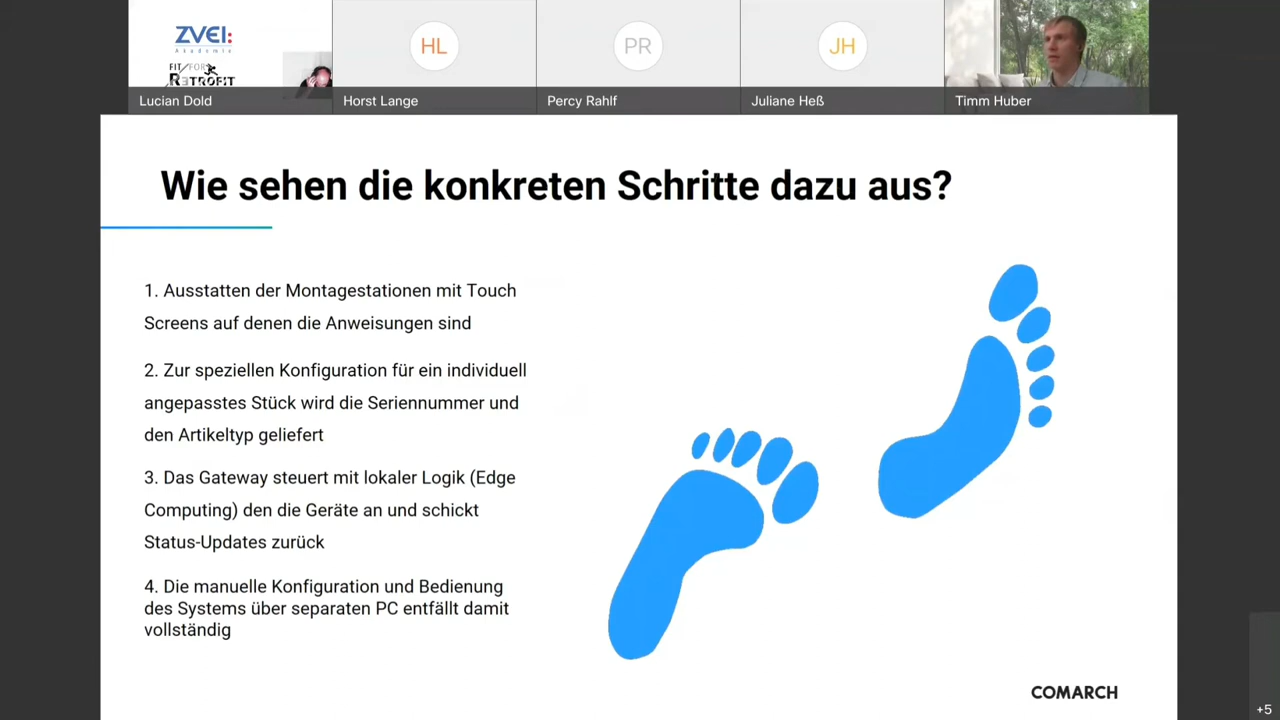 ZVEI:
Akademie
FIT FOR
RETROFIT
Lucian Dold
HL
Horst Lange
PR
Percy Rahlf
JH
Juliane Heß
Timm Huber
Wie sehen die konkreten Schritte dazu aus?
1. Ausstatten der Montagestationen mit Touch
Screens auf denen die Anweisungen sind
2. Zur speziellen Konfiguration für ein individuell
angepasstes Stück wird die Seriennummer und
den Artikeltyp geliefert
3. Das Gateway steuert mit lokaler Logik (Edge
Computing) den die Geräte an und schickt
Status-Updates zurück
4. Die manuelle Konfiguration und Bedienung
des Systems über separaten PC entfällt damit
vollständig
COMARCH
+5